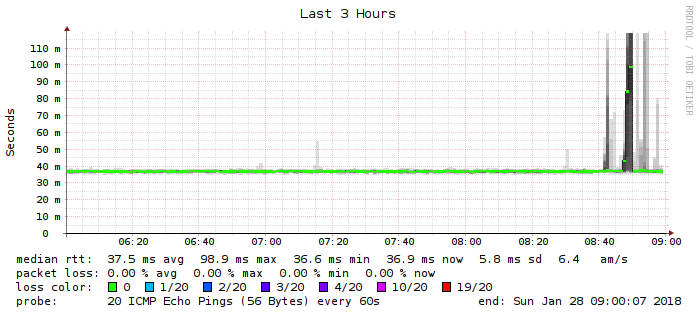 Last 3 Hours
RRDTOOL / TOBI OETIKER
Seconds
110 m
100 m
90 m
80 m
70 m
60 m
50 m
40 m
30 m
20 m
10 m
0
06:20 06:40 07:00 07:20 07:40 08:00 08:20 08:40 09:00
median rtt: 37.5 ms avg 98.9 ms max 36.6 ms min 36.9 ms now 5.8 ms sd 6.4 am/s
packet loss: 0.00 % avg 0.00 % max 0.00 % min 0.00 % now
loss color: 0 1/20 2/20 3/20 4/20 10/20 19/20
probe: 20 ICMP Echo Pings (56 Bytes) every 60s end: Sun Jan 28 09:00:07 2018